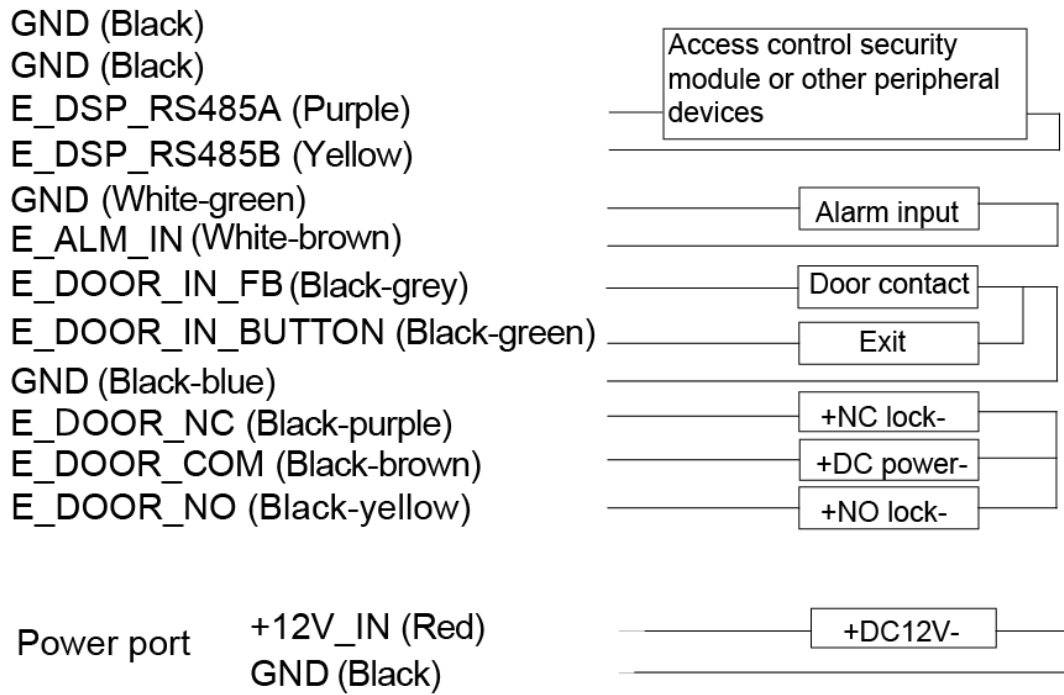 GND (Black)
GND (Black)
E_DSP_RS485A (Purple)
E_DSP_RS485B (Yellow)
GND (White-green)
E_ALM_IN (White-brown)
E_DOOR_IN_FB (Black-grey)
E_DOOR_IN_BUTTON (Black-green)
GND (Black-blue)
E_DOOR_NC (Black-purple)
E_DOOR_COM (Black-brown)
E_DOOR_NO (Black-yellow)
Access control security
module or other peripheral
devices
Alarm input
Door contact
Exit
+NC lock-
+DC power-
+NO lock-
Power port
+12V_IN (Red)
GND (Black)
+DC12V-